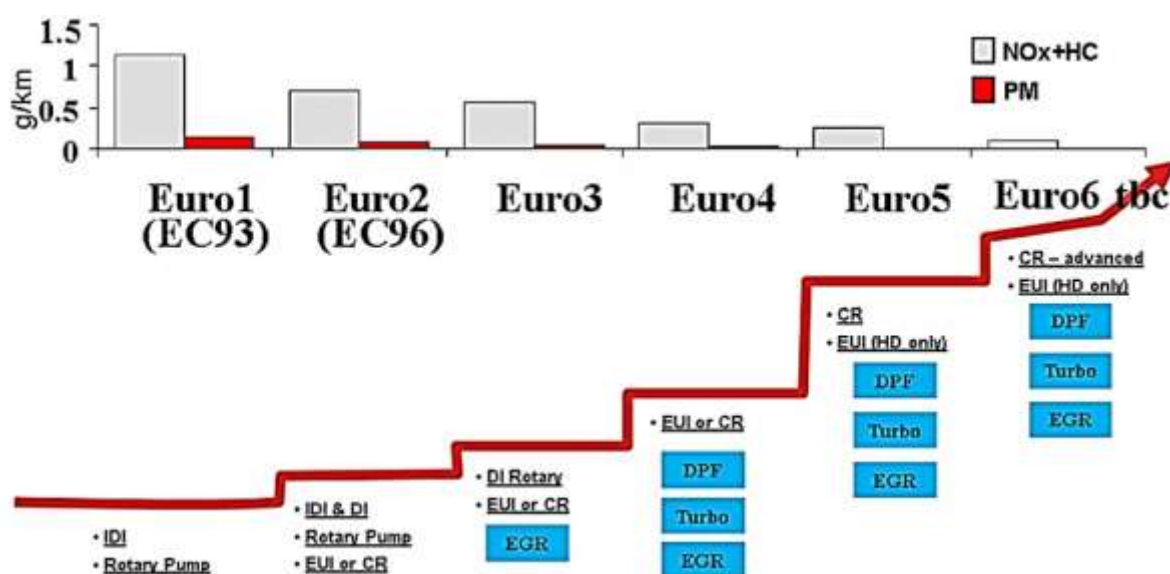 1.5
1
0.5
0
g/km
NOx+HC
PM
Euro1
(EC93)
Euro2
(EC96)
Euro3
Euro4
Euro5
Euro6 tbc
• IDI
• Rotary Pump
• IDI & DI
• Rotary Pump
• EUI or CR
• DI Rotary
• EUI or CR
EGR
• EUI or CR
DPF
Turbo
EGR
• CR
• EUI (HD only)
DPF
Turbo
EGR
• CR – advanced
• EUI (HD only)
DPF
Turbo
EGR